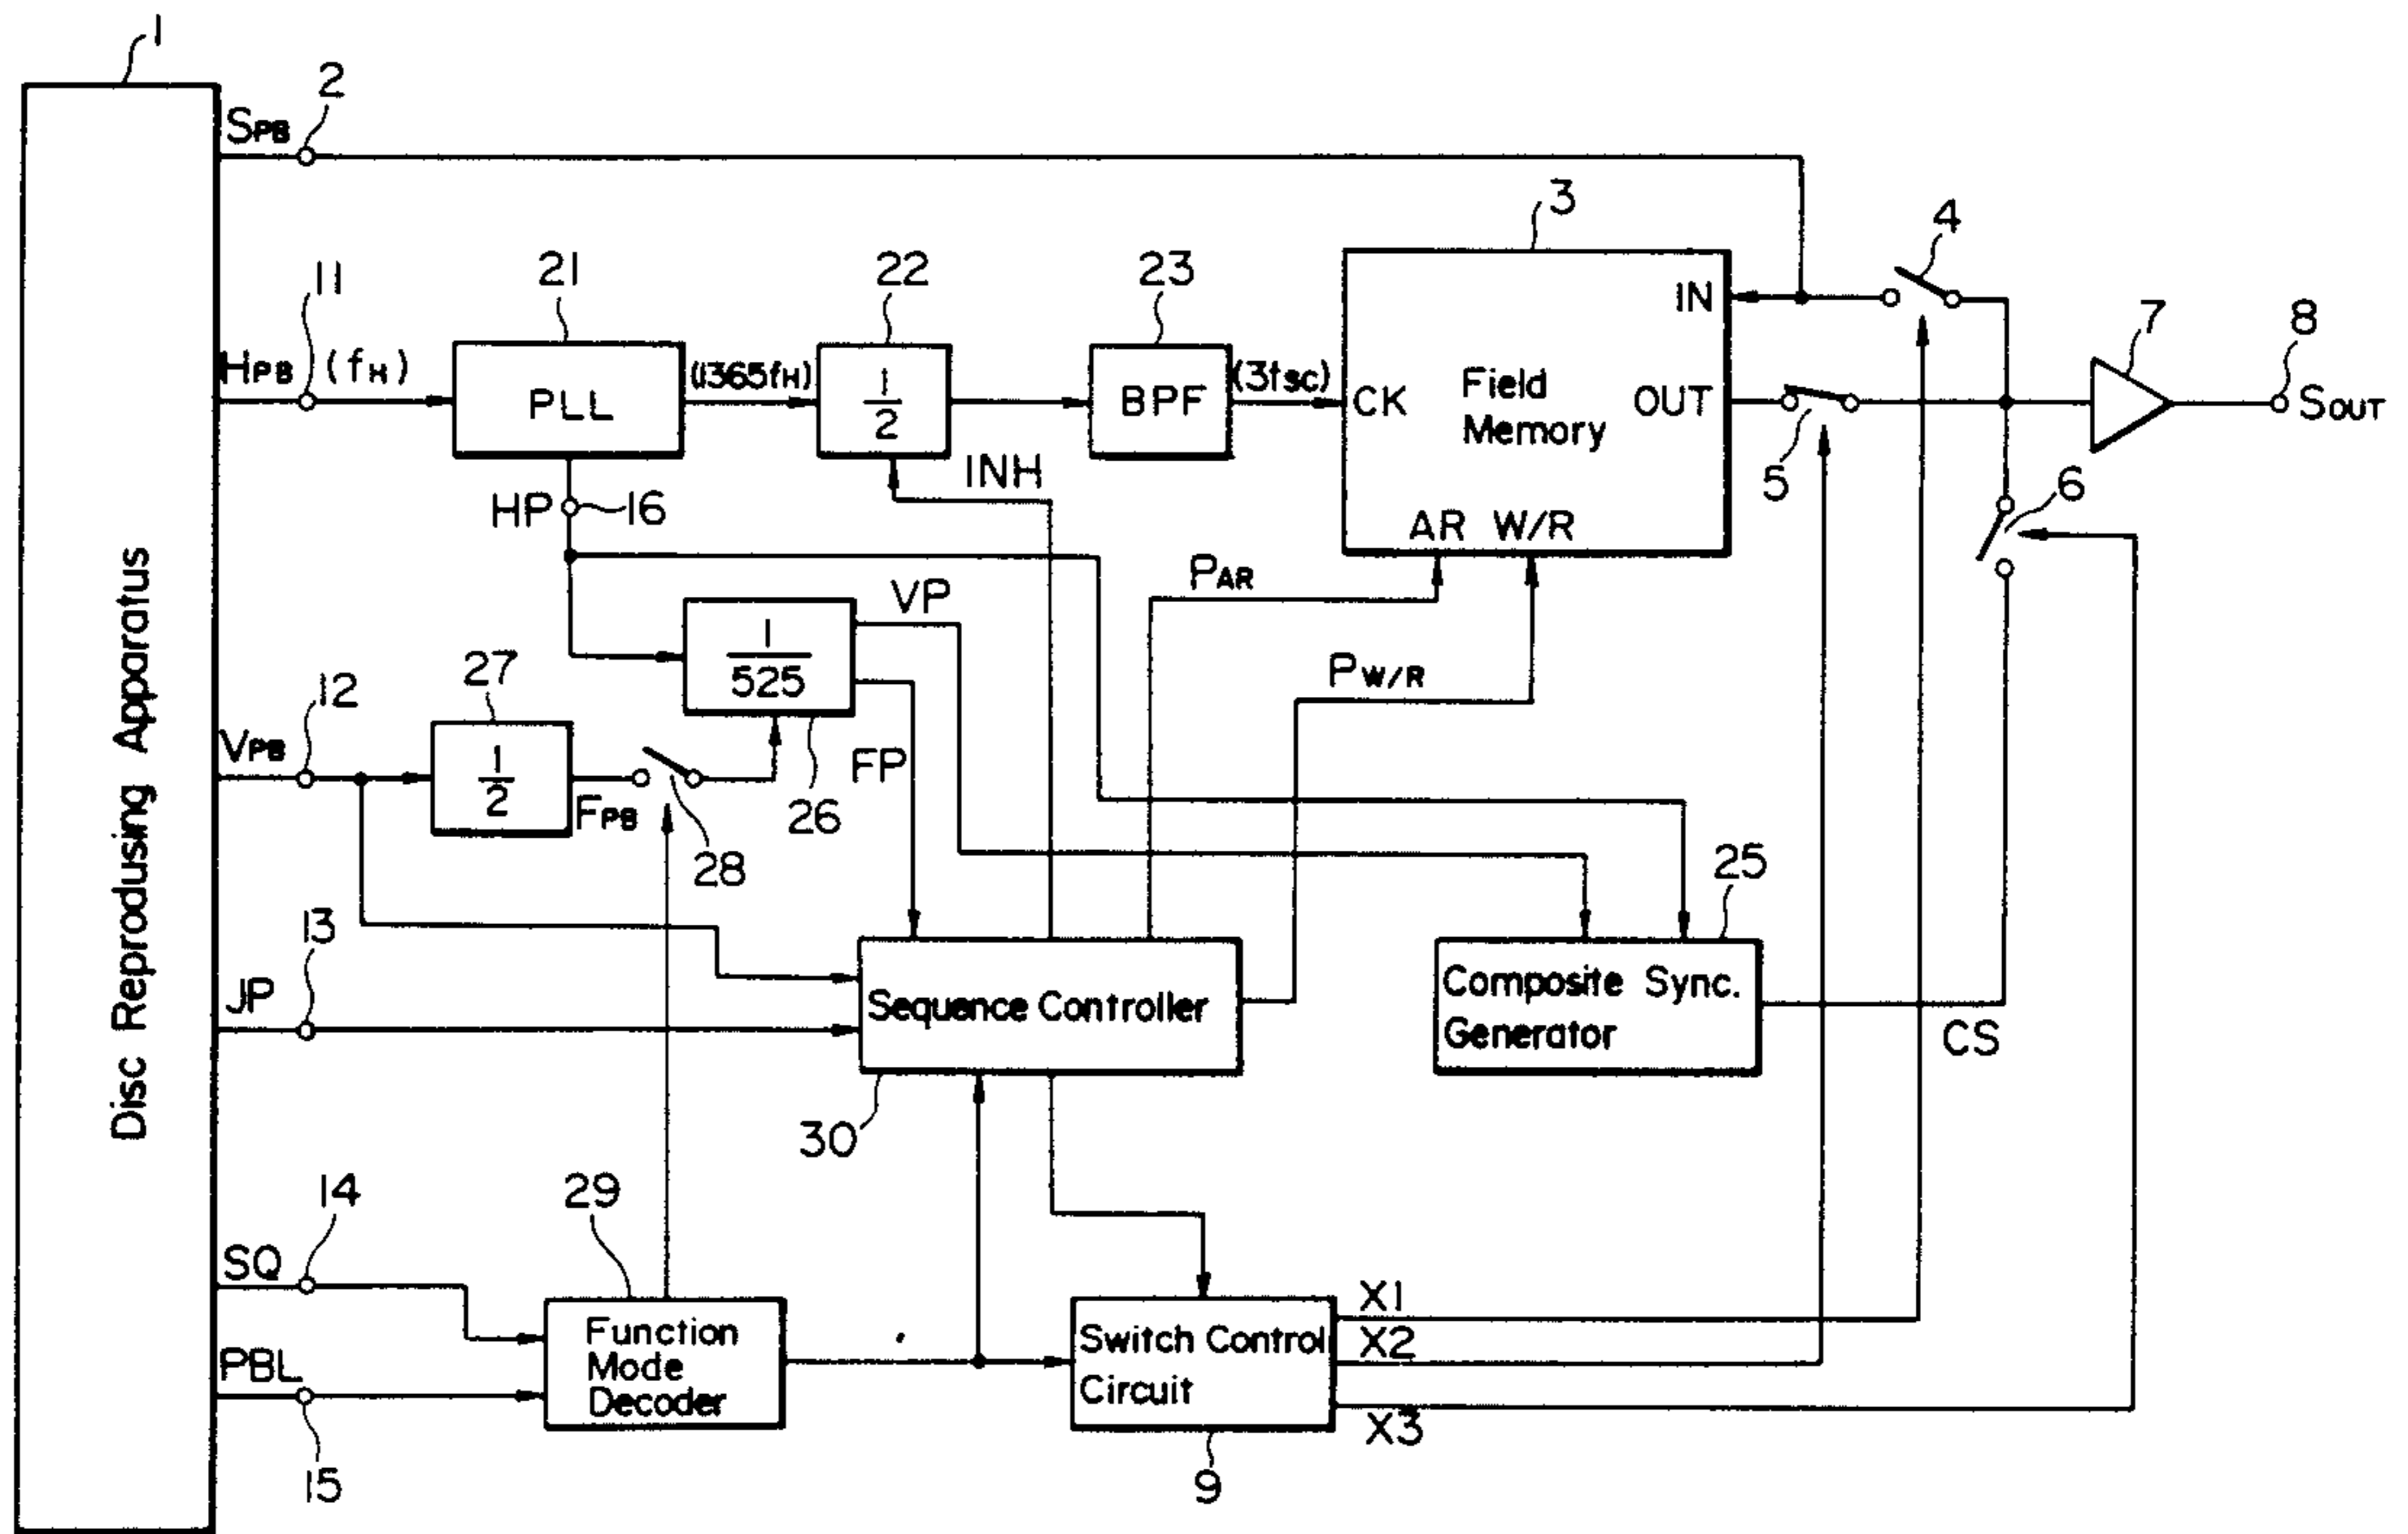 1
2
SPB
3
4
11
21
22
23
IN
7
8
HPB (fH)
PLL
(1365fH)
1
2
BPF
(3fsc)
CK
Field
Memory
OUT
SOUT
5
6
HP
16
INH
AR W/R
PAR
VP
1
525
PW/R
27
12
VPB
1
2
FPB
28
26
FP
25
13
JP
Sequence Controller
Composite Sync.
Generator
CS
30
Disc Reprodusing Apparatus
14
29
SQ
Function
Mode
Decoder
PBL
15
Switch Control
Circuit
X1
X2
X3
9